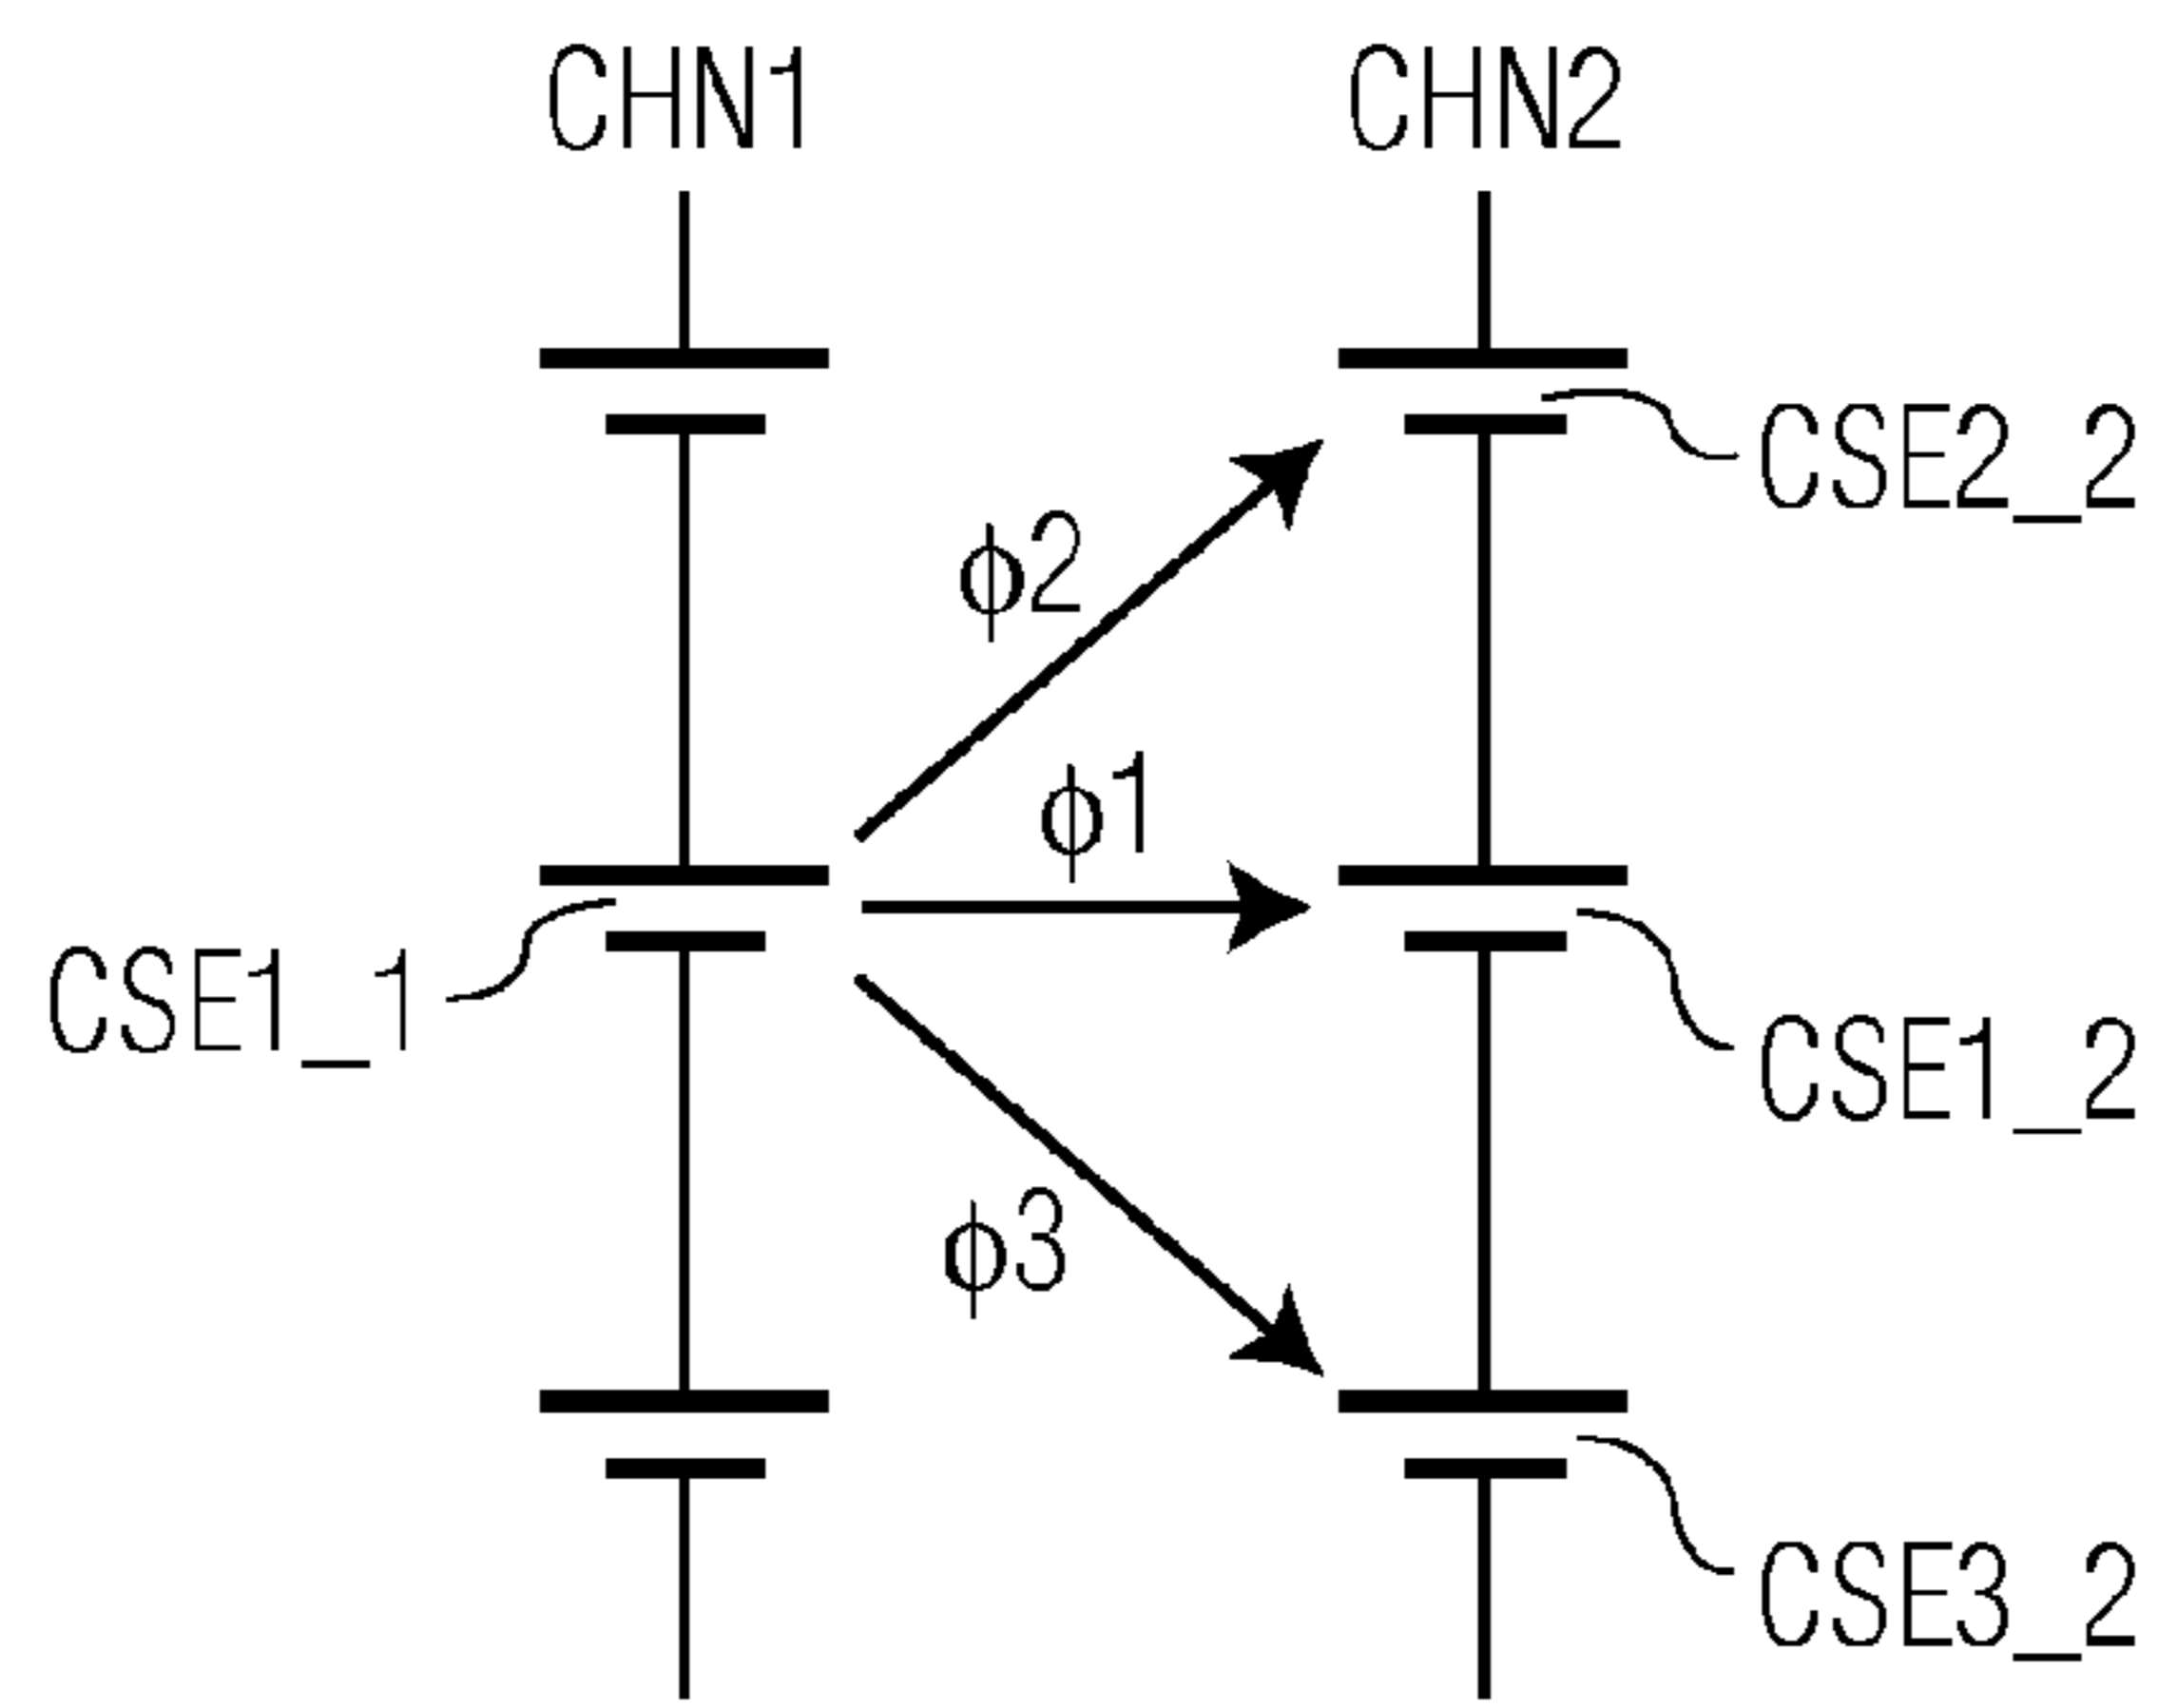 CHN1 CHN2
CSE2_2
ϕ2
ϕ1
CSE1_1
CSE1_2
ϕ3
CSE3_2